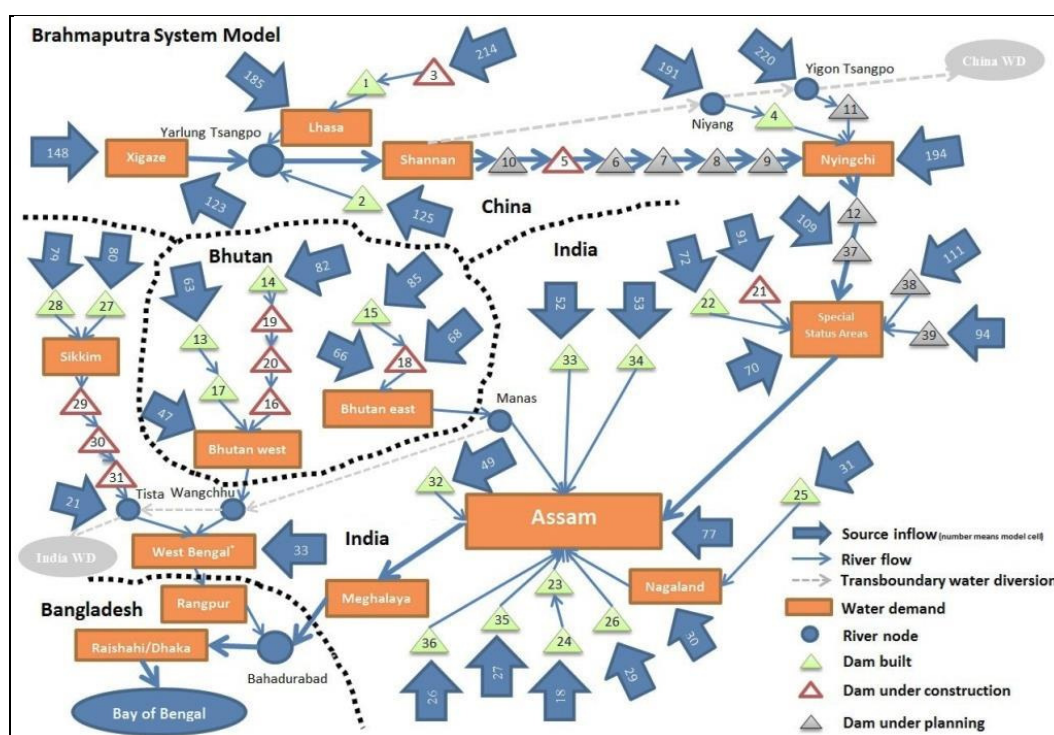 Brahmaputra System Model
214
185
3
1
191
220
Yigon Tsangpo
China WD
Niyang
4
11
Yarlung Tsangpo
Lhasa
148
Xigaze
Shannan
10
5
6
7
8
9
Nyingchi
194
123
2
125
China
12
109
37
India
Bhutan
79
80
63
14
82
85
52
53
72
91
111
38
28
27
19
15
22
21
Special
Status Areas
39
94
Sikkim
13
20
66
18
68
33
34
70
29
17
16
Bhutan east
Manas
47
30
Bhutan west
31
49
32
31
25
21
Tista
Wangchhu
India WD
West Bengal*
33
India
Assam
77
Bangladesh
Rangpur
Meghalaya
Nagaland
30
23
Rajshahi/Dhaka
Bahadurabad
36
35
24
26
27
29
Bay of Bengal
Source inflow (number means model cell)
River flow
Transboundary water diversion
Water demand
River node
Dam built
Dam under construction
Dam under planning